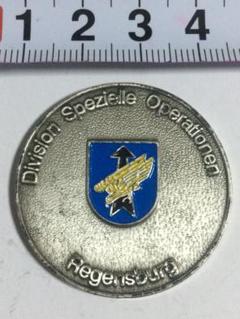 1 2 3 4
Division Spezielle Operationen
Regensburg